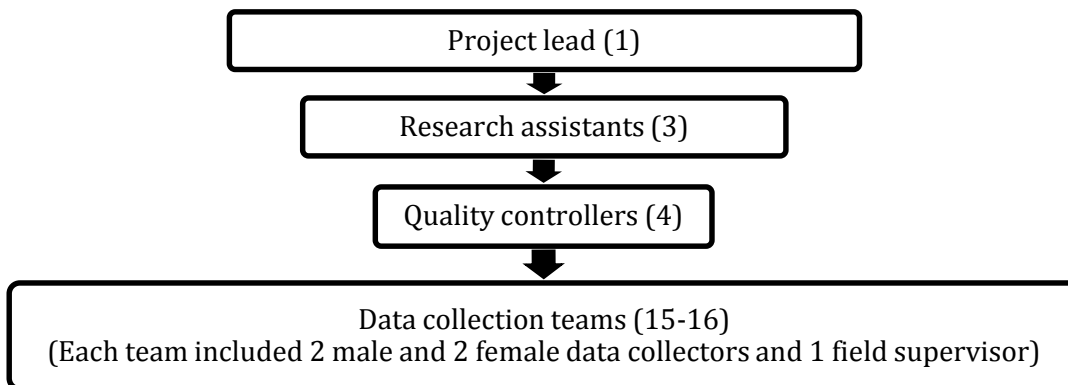 Project lead (1)
Research assistants (3)
Quality controllers (4)
Data collection teams (15-16)
(Each team included 2 male and 2 female data collectors and 1 field supervisor)